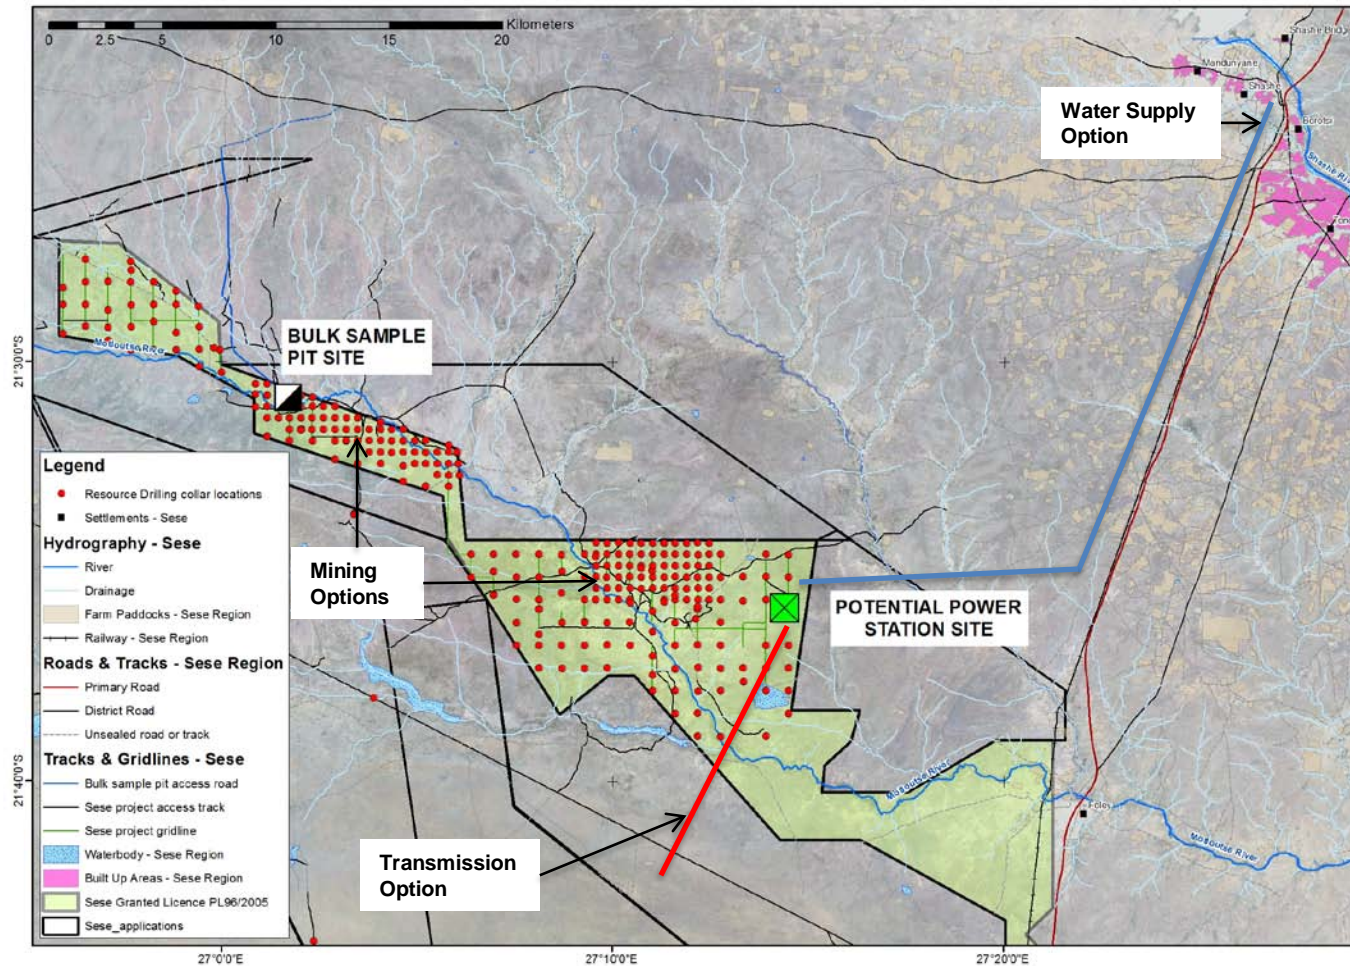 Kilometers
0 2.5 5 10 15 20
Shashe Bridge
Mandunyane
Shashe
Borotsi
Water Supply
Option
Shashe Riv
Ton
BULK SAMPLE
PIT SITE
Mosoutse River
21°30'0"S
Legend
Resource Drilling collar locations
Settlements - Sese
Hydrography - Sese
River
Drainage
Farm Paddocks - Sese Region
Railway - Sese Region
Roads & Tracks - Sese Region
Primary Road
District Road
Unsealed road or track
Tracks & Gridlines - Sese
Bulk sample pit access road
Sese project access track
Sese project gridline
Waterbody - Sese Region
Built Up Areas - Sese Region
Sese Granted Licence PL96/2005
Sese_applications
Mining
Options
POTENTIAL POWER
STATION SITE
21°40'0"S
Mosoutse River
Foley
Mosoutse River
Transmission
Option
27°0'0"E
27°10'0"E
27°20'0"E